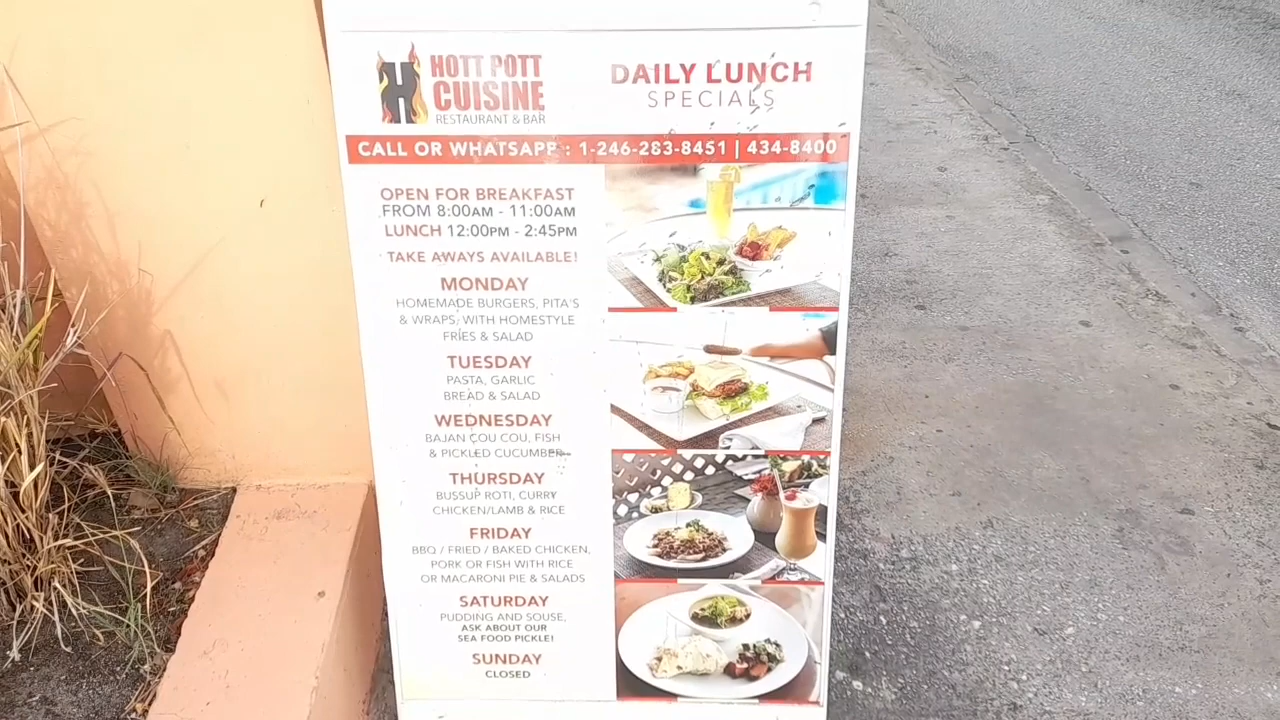 H
HOTT POTT
CUISINE
RESTAURANT & BAR
DAILY LUNCH
SPECIALS
CALL OR WHATSAPP : 1-246-283-8451 | 434-8400
OPEN FOR BREAKFAST
FROM 8:00AM - 11:00AM
LUNCH 12:00PM - 2:45PM
TAKE AWAYS AVAILABLE!
MONDAY
HOMEMADE BURGERS, PITA'S
& WRAPS, WITH HOMESTYLE
FRIES & SALAD
TUESDAY
PASTA, GARLIC
BREAD & SALAD
WEDNESDAY
BAJAN COU COU, FISH
& PICKLED CUCUMBER
THURSDAY
BUSSUP ROTI, CURRY
CHICKEN/LAMB & RICE
FRIDAY
BBQ / FRIED / BAKED CHICKEN,
PORK OR FISH WITH RICE
OR MACARONI PIE & SALADS
SATURDAY
PUDDING AND SOUSE,
ASK ABOUT OUR
SEA FOOD PICKLE!
SUNDAY
CLOSED